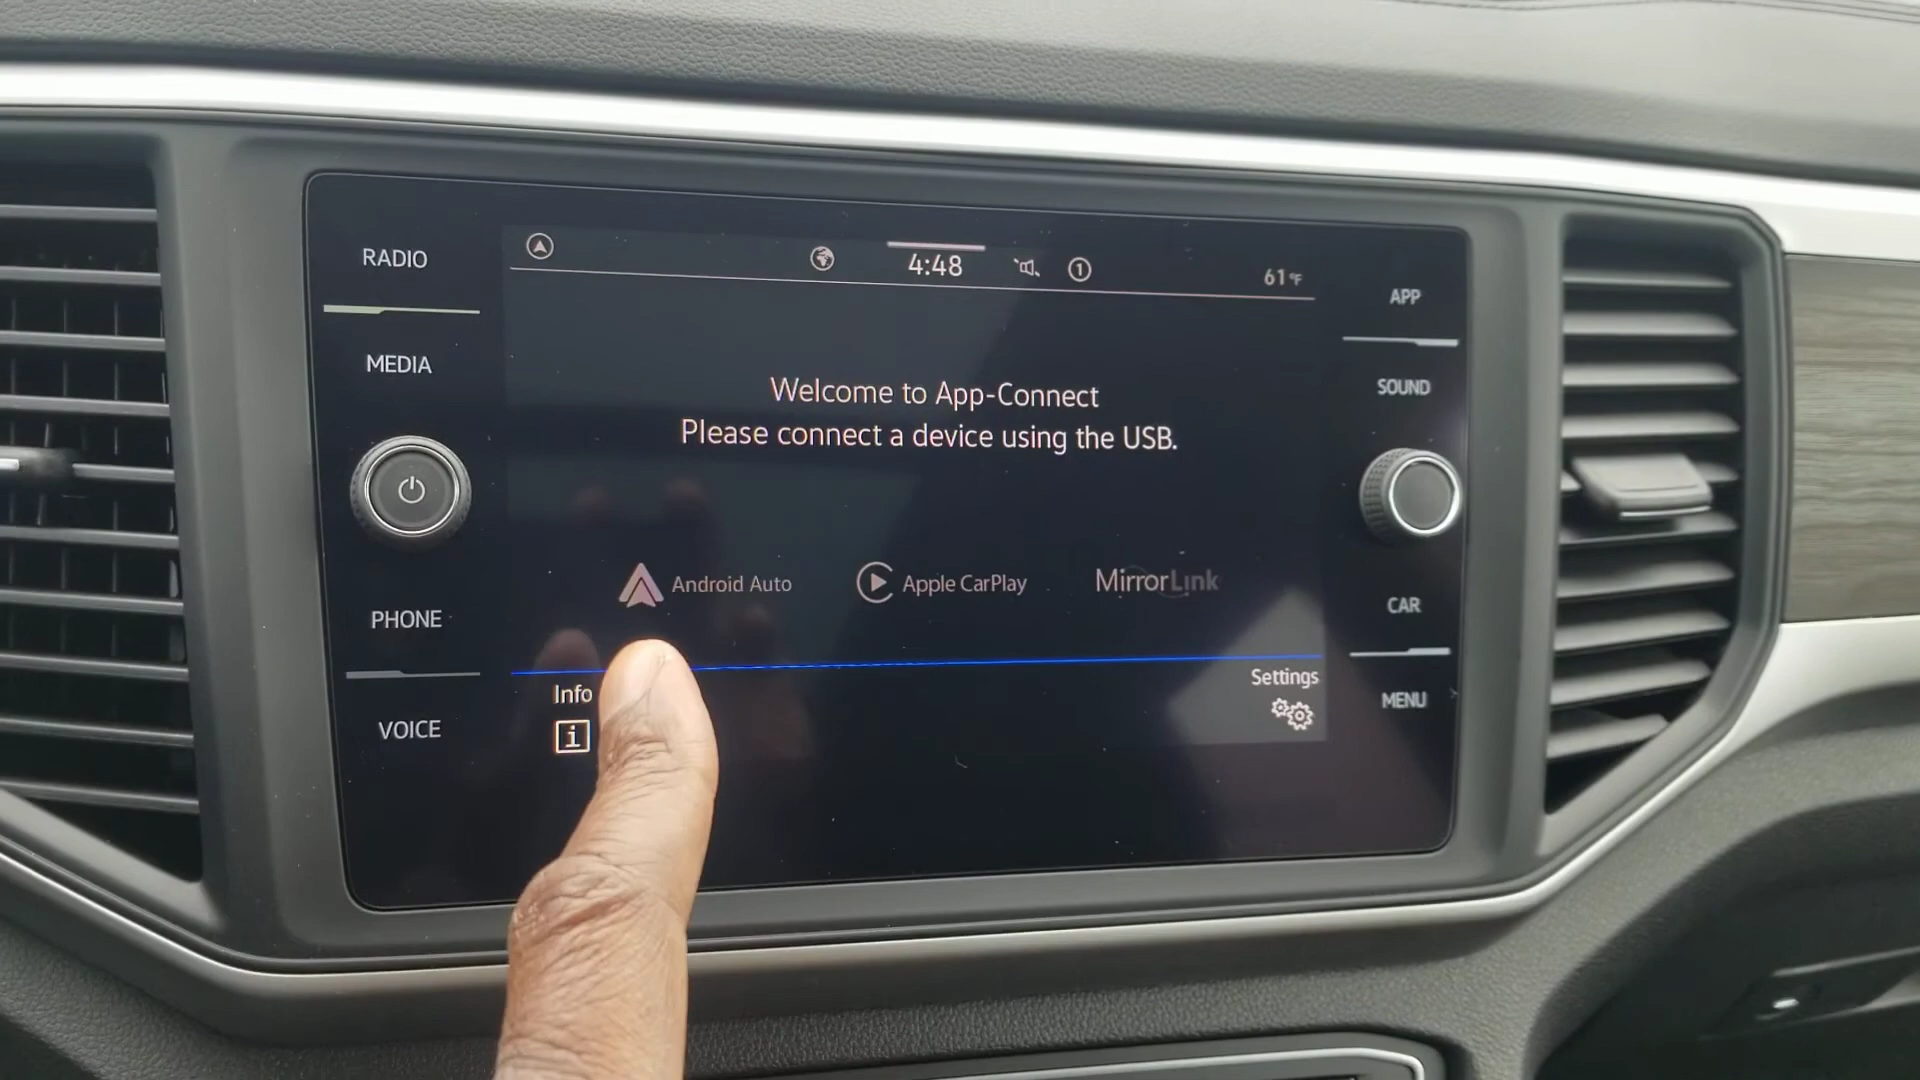 RADIO
MEDIA
PHONE
VOICE
4:48
1
61°F
Welcome to App-Connect
Please connect a device using the USB.
Android Auto
Apple CarPlay
MirrorLink
Info
i
Settings
APP
SOUND
CAR
MENU